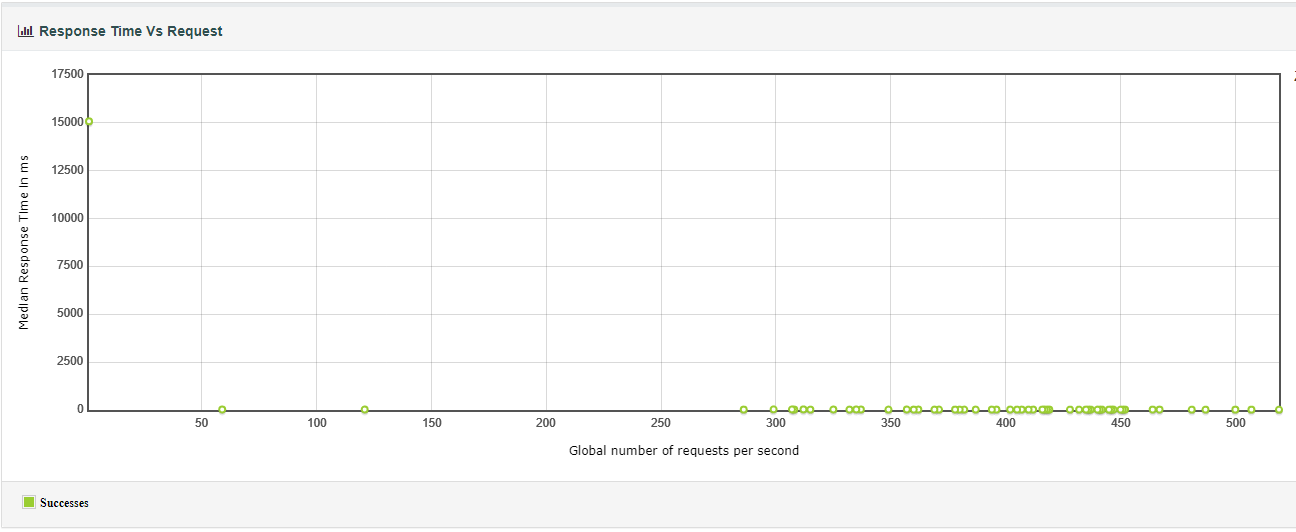 Response Time Vs Request
17500
15000
12500
10000
7500
5000
2500
0
Median Response Time In ms
50 100 150 200 250 300 350 400 450 500
Global number of requests per second
Successes